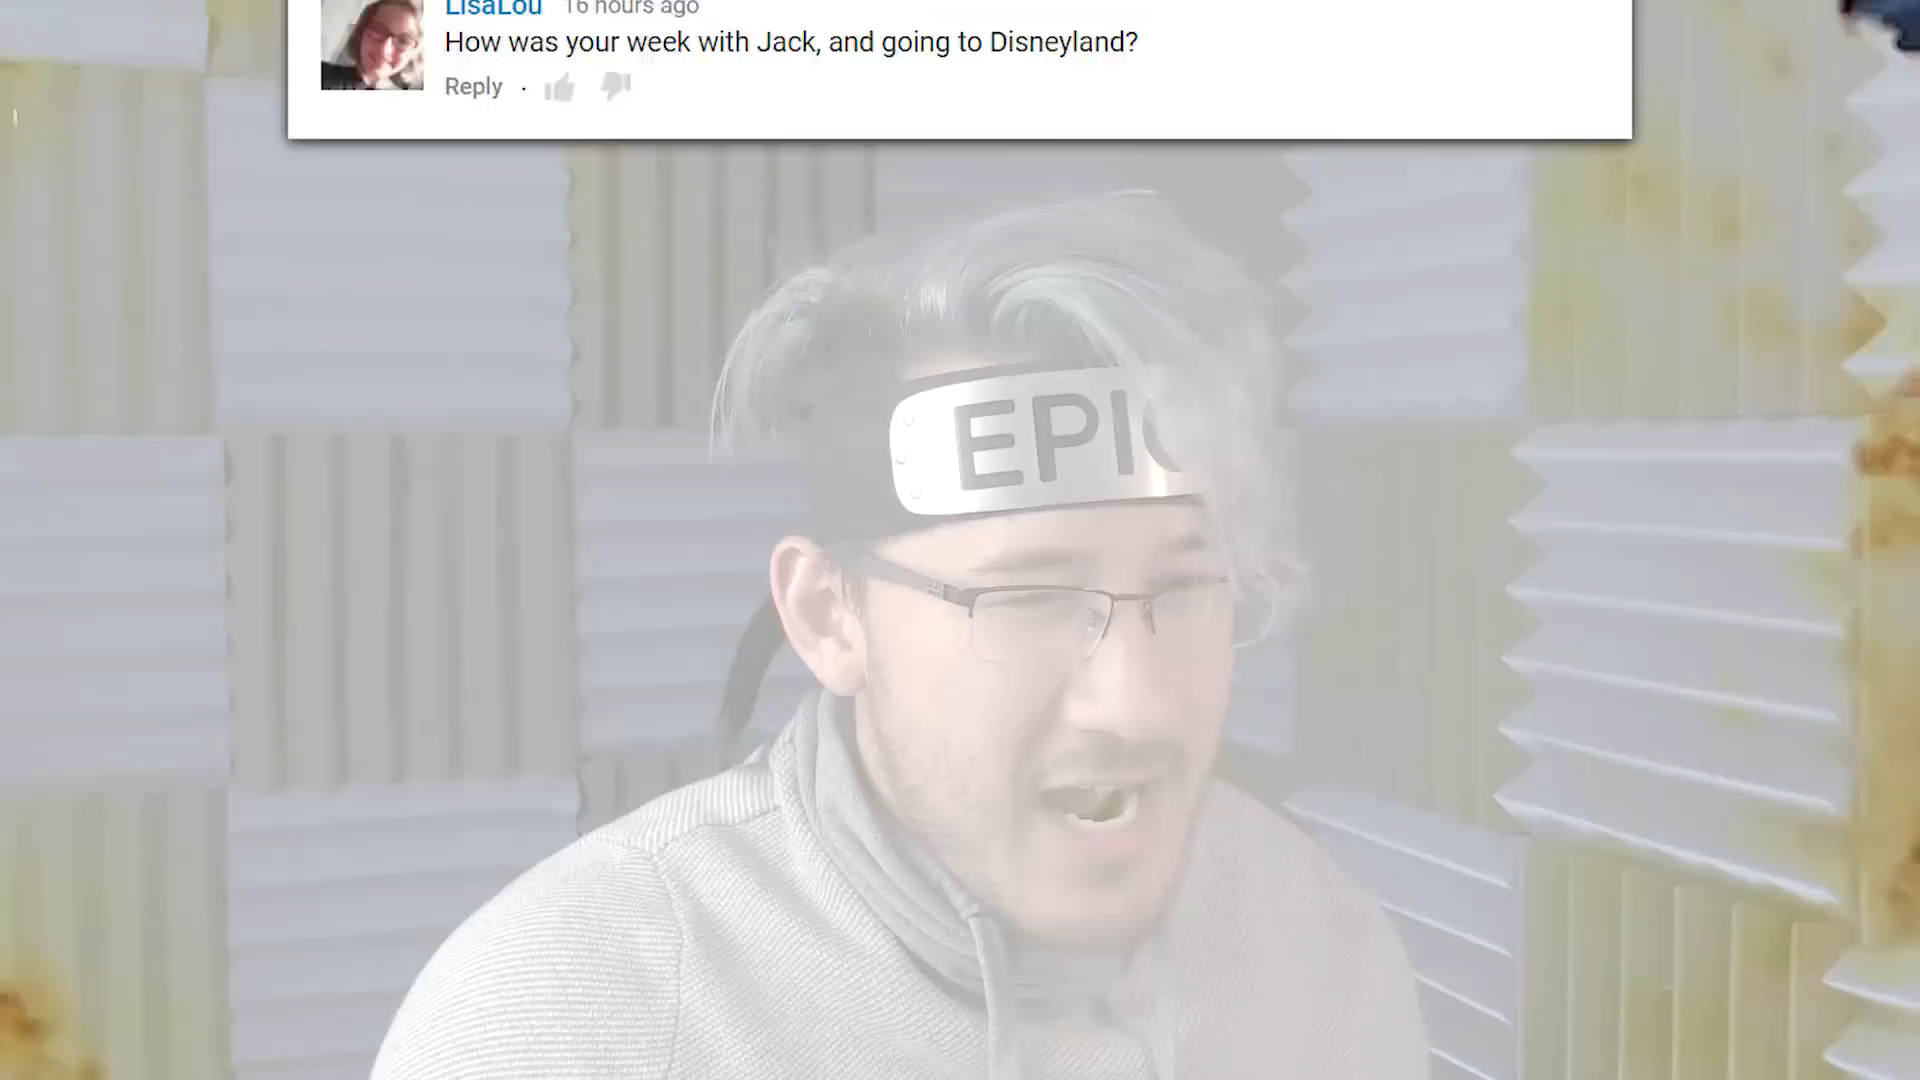 LisaLou 16 hours ago
How was your week with Jack, and going to Disneyland?
Reply ·
EPIC